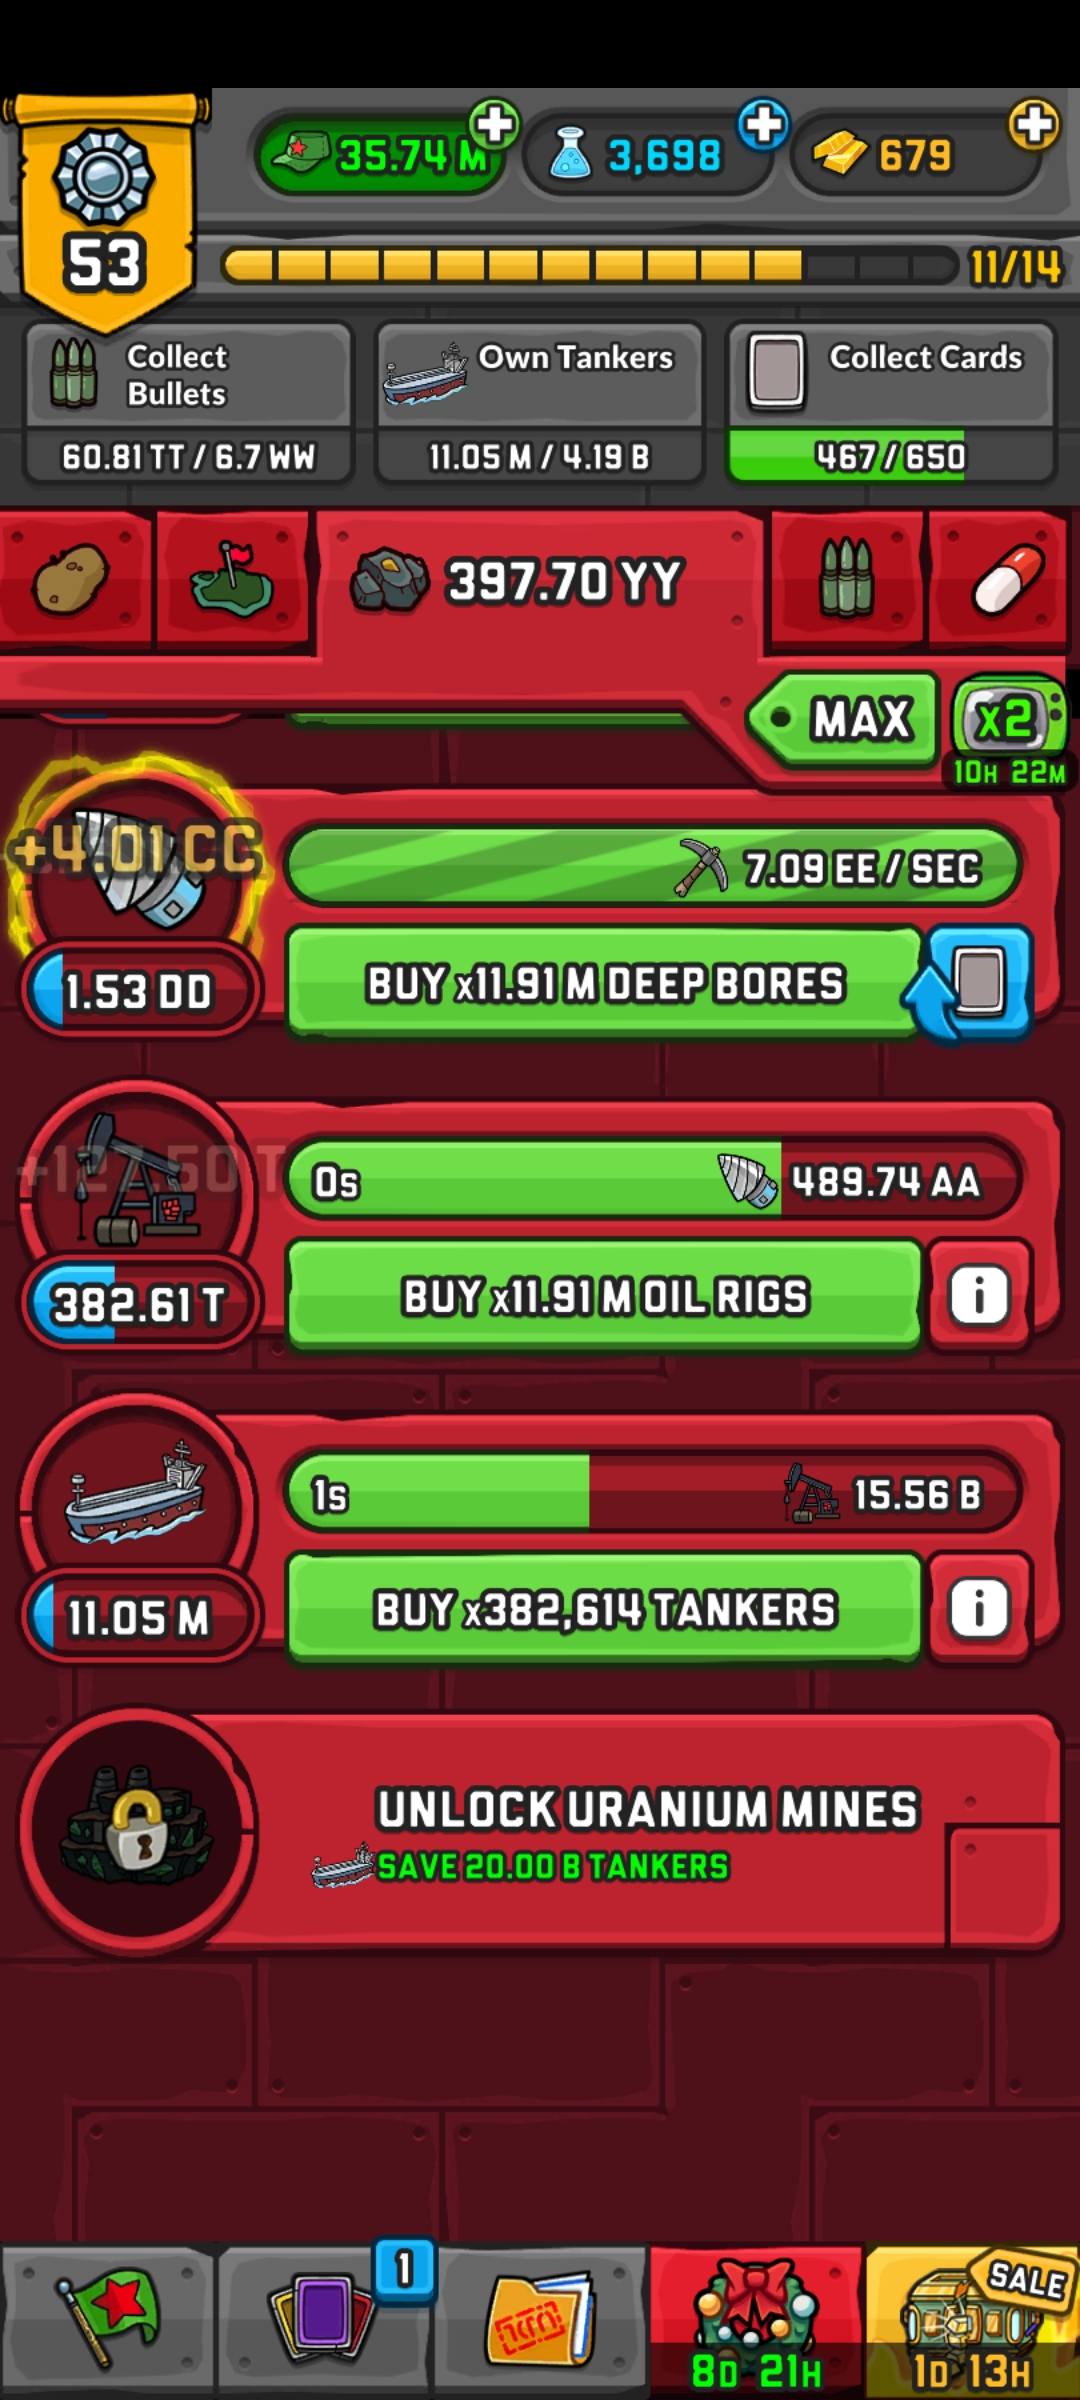 35.74 M
3,698
679
53
11/14
Collect
Bullets
60.81 TT / 6.7 WW
Own Tankers
11.05 M / 4.19 B
Collect Cards
467 / 650
397.70 YY
MAX
x2
10H 22M
+4.01 CC
7.09 EE / SEC
1.53 DD
BUY x11.91 M DEEP BORES
+127.50 T
0s
489.74 AA
382.61 T
BUY x11.91 M OIL RIGS
i
1s
15.56 B
11.05 M
BUY x382,614 TANKERS
i
UNLOCK URANIUM MINES
SAVE 20.00 B TANKERS
1
8D 21H
SALE
1D 13H